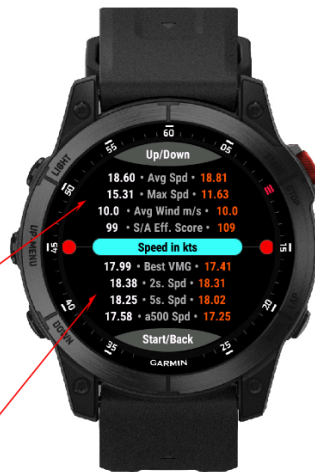 60
55
05
Up/Down
LIGHT
50
18.60 • Avg Spd • 18.81
15.31 • Max Spd • 11.63
10.0 • Avg Wind m/s • 10.0
99 • S/A Eff. Score • 109
UP·MENU
45
Speed in kts
15
17.99 • Best VMG • 17.41
18.38 • 2s. Spd • 18.31
18.25 • 5s. Spd • 18.02
17.58 • a500 Spd • 17.25
40
20
DOWN
Start/Back
35
25
GARMIN